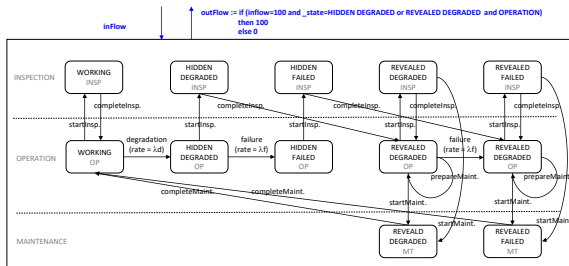 outFlow := if (inflow=100 and _state=HIDDEN DEGRADED or REVEALED DEGRADED and OPERATION)
then 100
else 0
inFlow
INSPECTION
WORKING
INSP
HIDDEN
DEGRADED
INSP
HIDDEN
FAILED
INSP
REVEALED
DEGRADED
INSP
REVEALED
FAILED
INSP
completeInsp.
completeInsp.
completeInsp.
completeInsp.
completeInsp.
startInsp.
startInsp.
startInsp.
startInsp.
startInsp.
OPERATION
WORKING
OP
degradation
(rate = λd)
HIDDEN
DEGRADED
OP
failure
(rate = λf)
HIDDEN
FAILED
OP
REVEALED
DEGRADED
OP
failure
(rate = λf)
REVEALED
DEGRADED
OP
prepareMaint.
prepareMaint.
completeMaint.
completeMaint.
startMaint.
startMaint.
startMaint.
startMaint.
MAINTENANCE
REVEALD
DEGRADED
MT
REVEALED
FAILED
MT